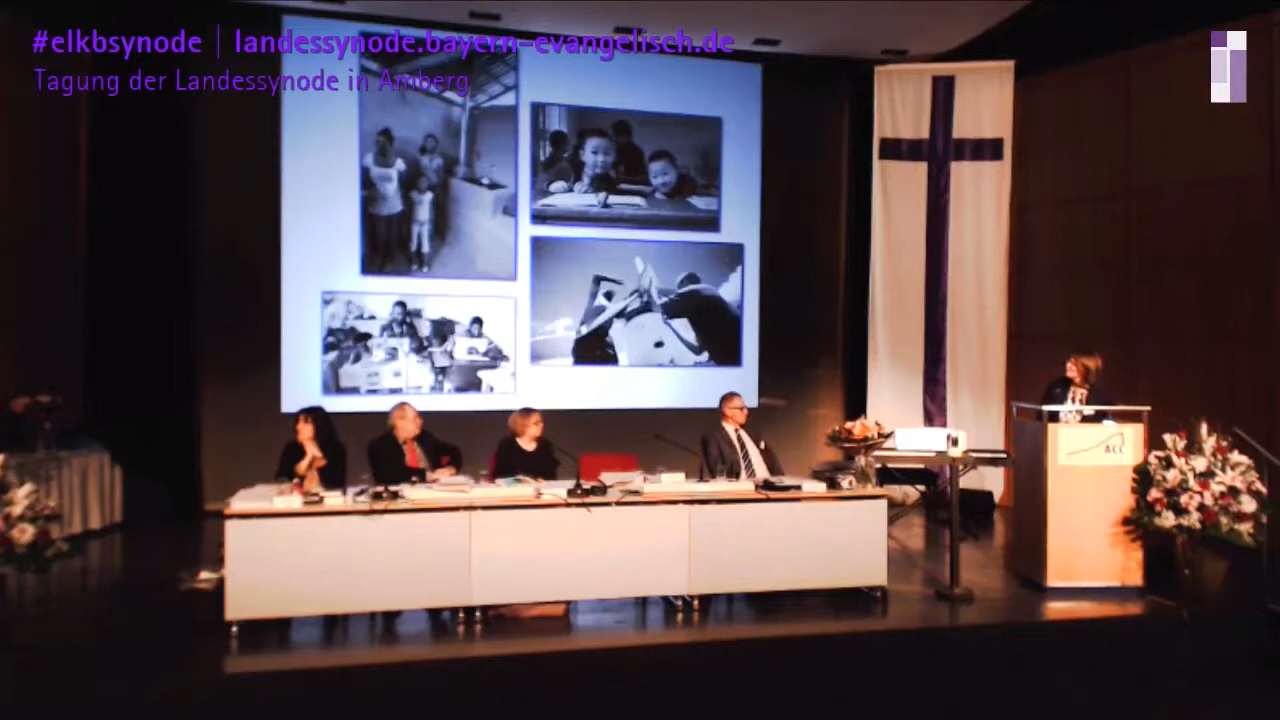 #elkbsynode | landessynode.bayern-evangelisch.de
Tagung der Landessynode in Amberg
ACC